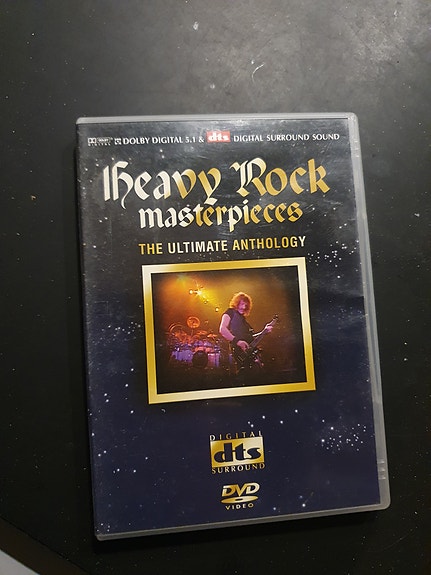 DOLBY DIGITAL 5.1 & dts DIGITAL SURROUND SOUND
Heavy Rock
masterpieces
THE ULTIMATE ANTHOLOGY
DIGITAL
dts
SURROUND
DVD
VIDEO